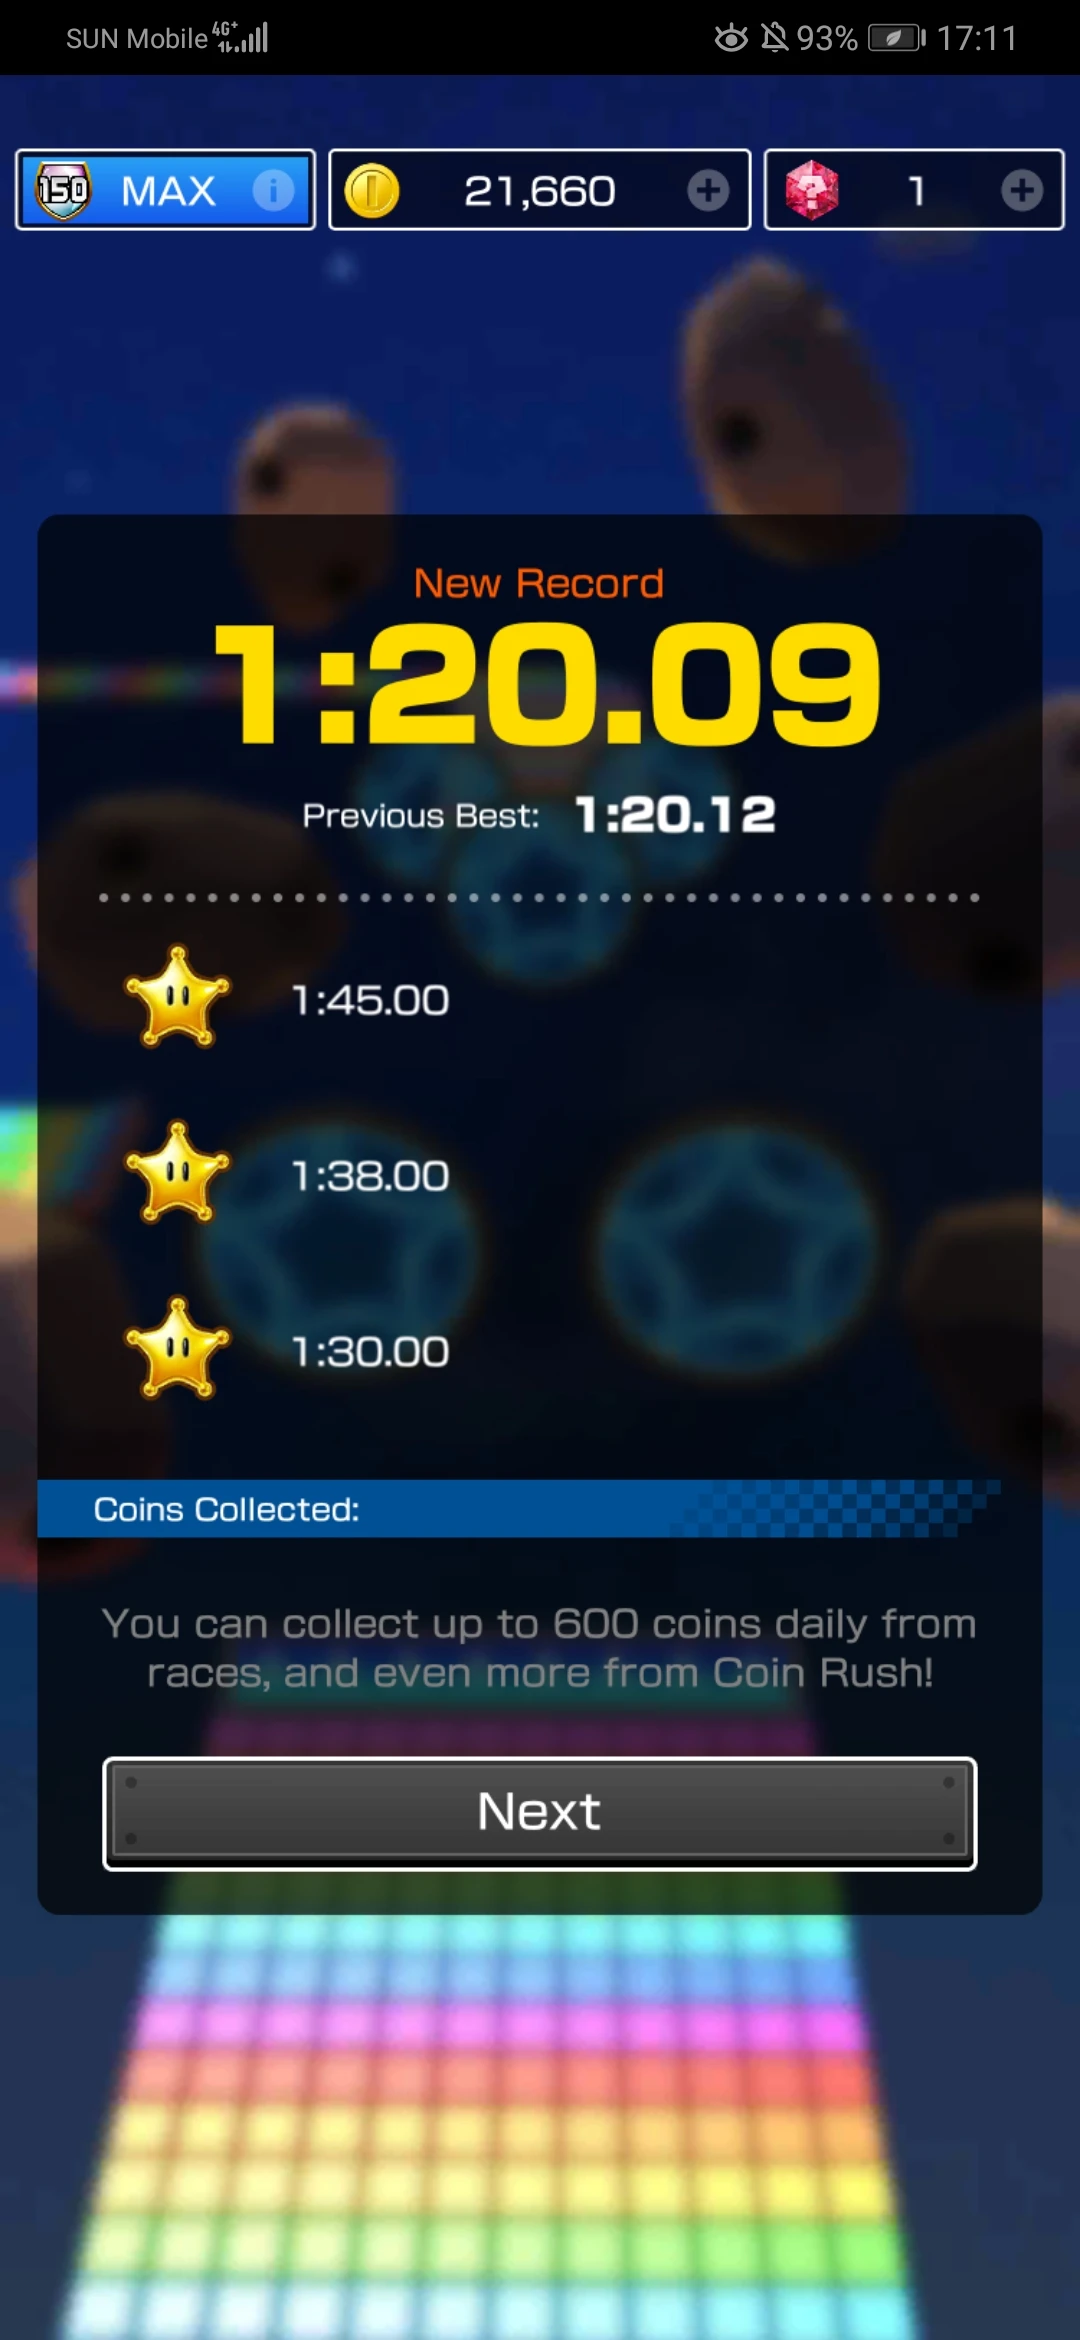 SUN Mobile 4G+ 93% 17:11
150 MAX i 21,660 + ? 1 +
New Record
1:20.09
Previous Best: 1:20.12
1:45.00
1:38.00
1:30.00
Coins Collected:
You can collect up to 600 coins daily from
races, and even more from Coin Rush!
Next